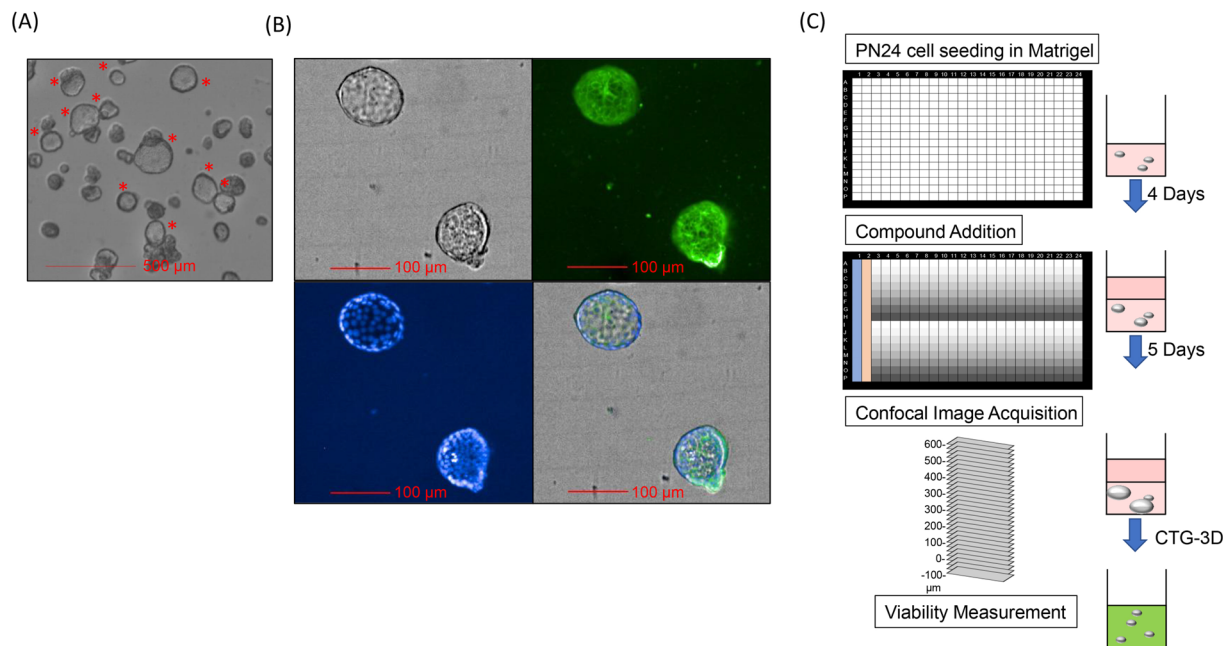 (A)
(B)
(C)
* * * * * * * * * * *
500 µm
100 µm
100 µm
100 µm
100 µm
PN24 cell seeding in Matrigel
1 2 3 4 5 6 7 8 9 10 11 12 13 14 15 16 17 18 19 20 21 22 23 24
A
B
C
D
E
F
G
H
I
J
K
L
M
N
O
P
4 Days
Compound Addition
1 2 3 4 5 6 7 8 9 10 11 12 13 14 15 16 17 18 19 20 21 22 23 24
A
B
C
D
E
F
G
H
I
J
K
L
M
N
O
P
5 Days
Confocal Image Acquisition
600-
500-
400-
300-
200-
100-
0-
-100-
µm
CTG-3D
Viability Measurement